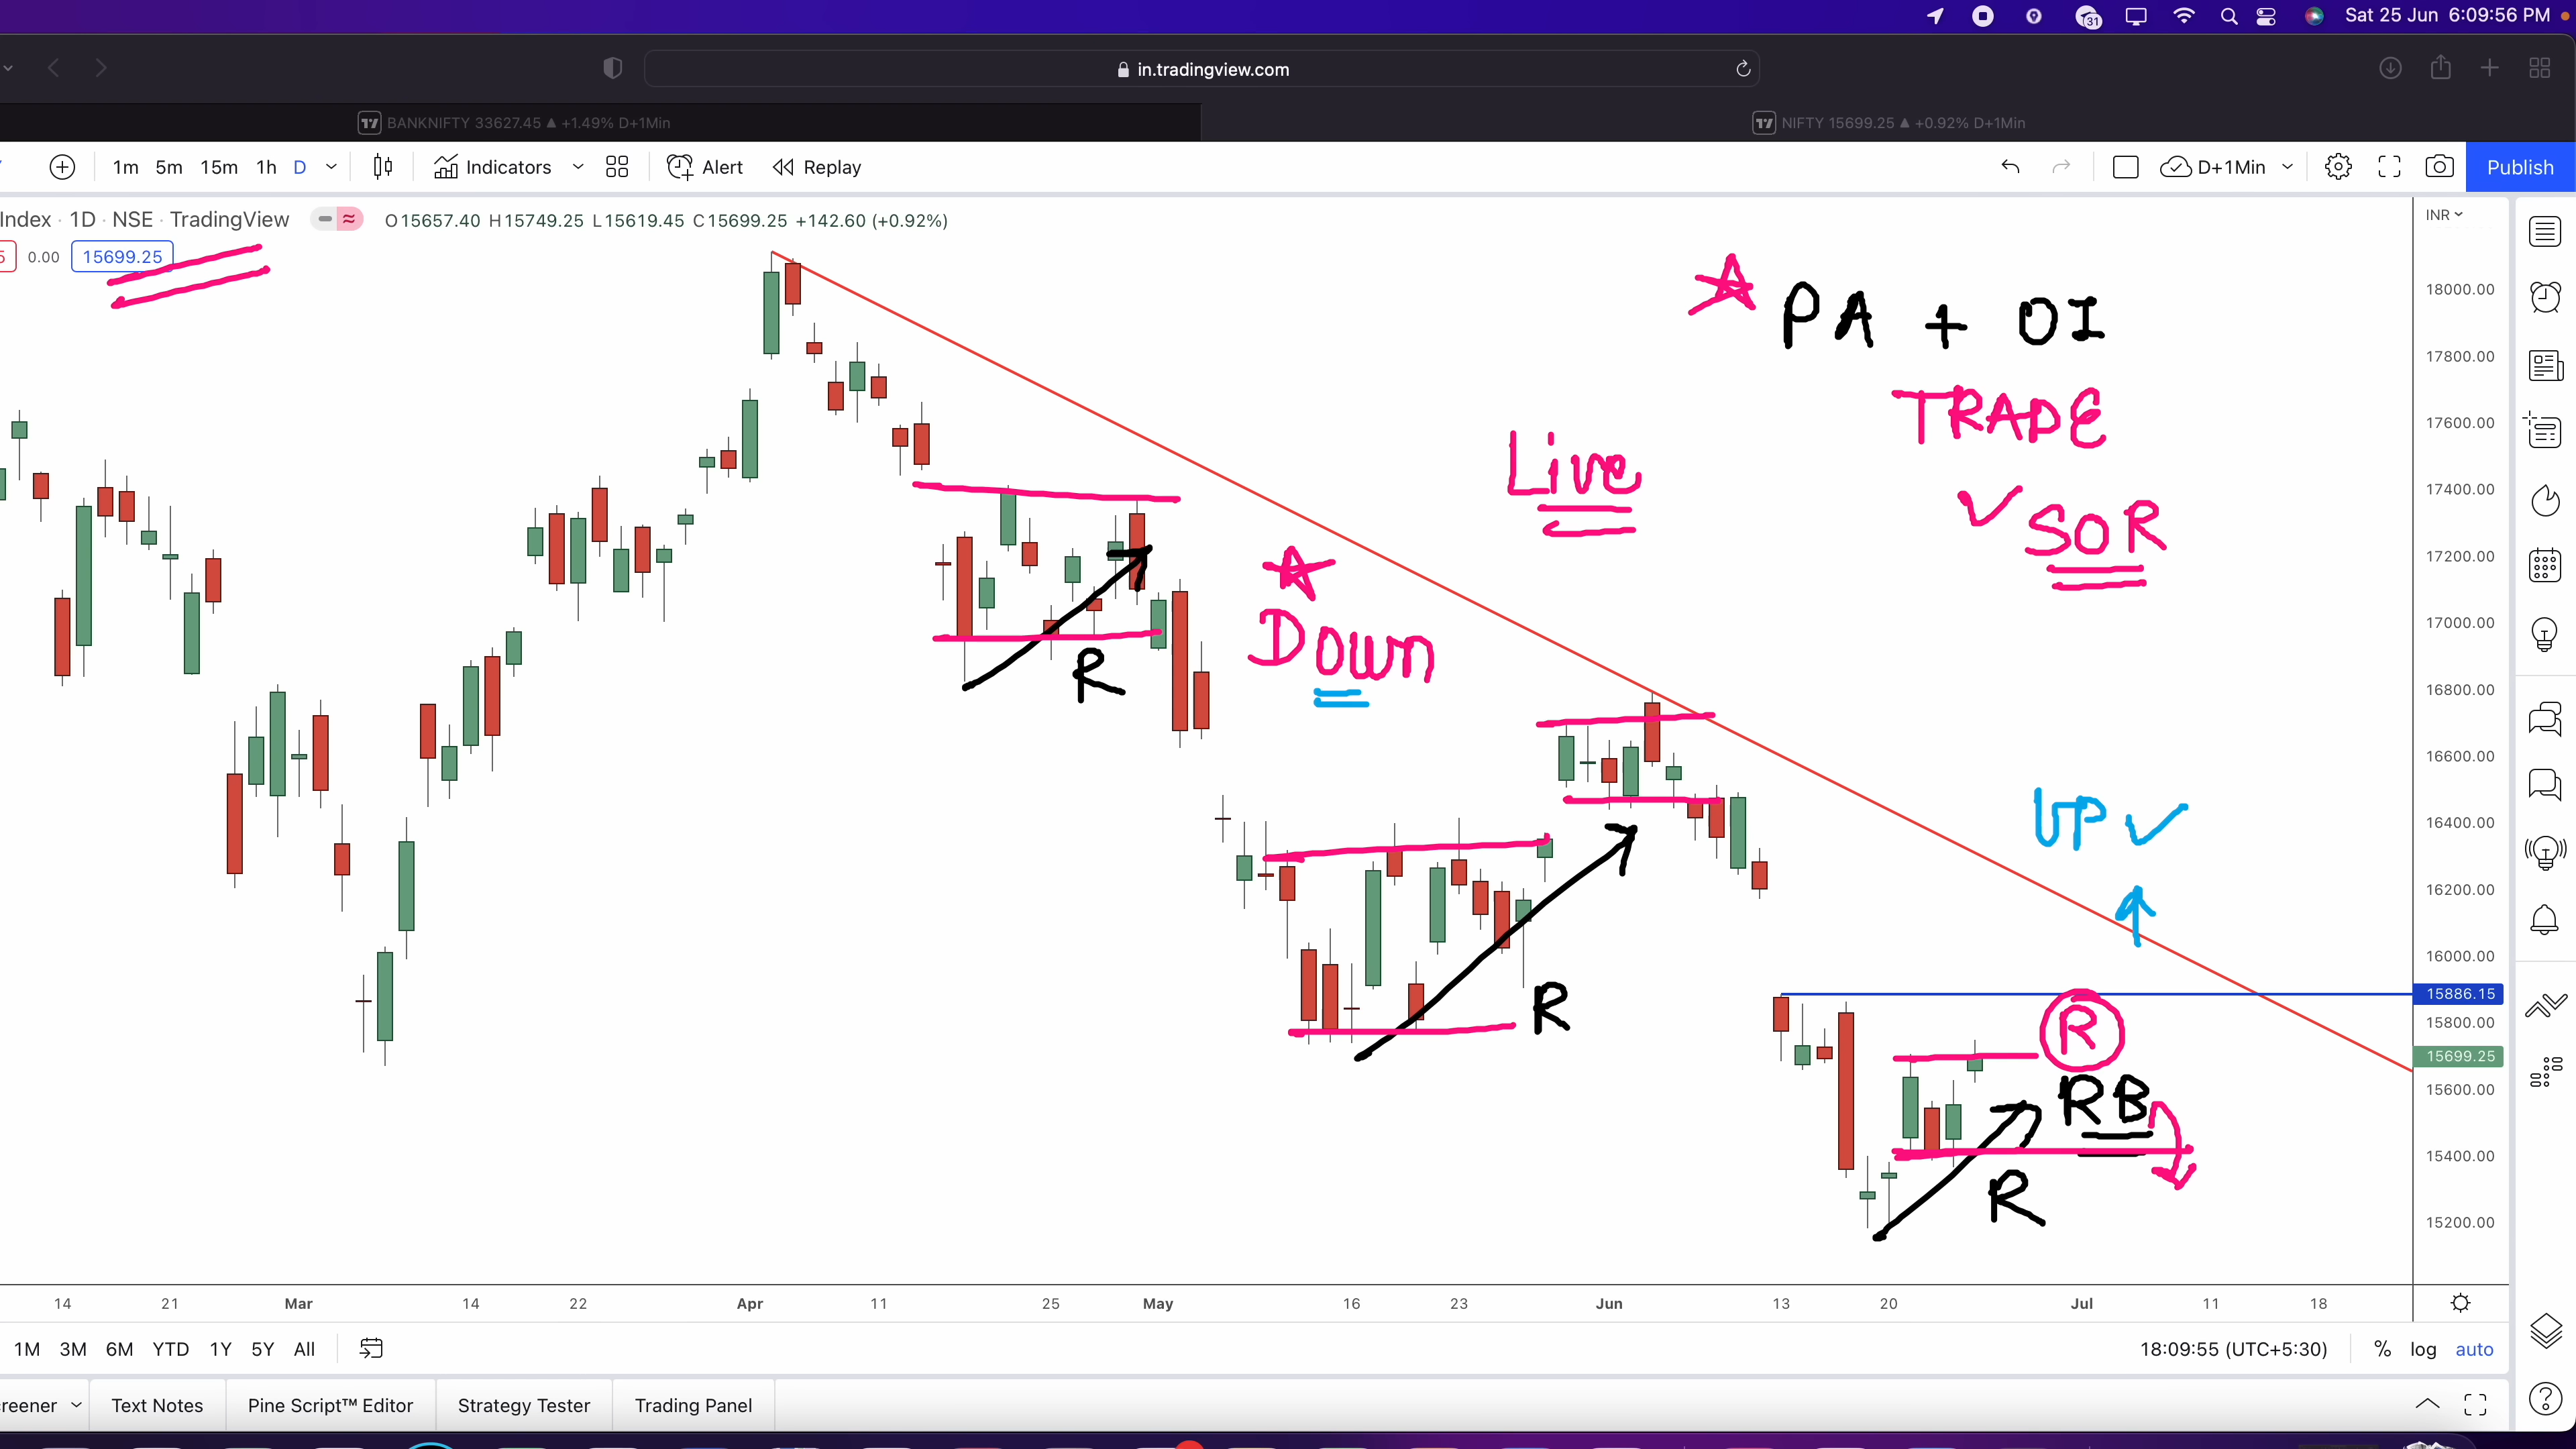 Sat 25 Jun 6:09:56 PM
31
in.tradingview.com
BANKNIFTY 33627.45 ▲ +1.49% D+1Min
NIFTY 15699.25 ▲ +0.92% D+1Min
1m 5m 15m 1h D Indicators Alert Replay D+1Min Publish
Index · 1D · NSE · TradingView O15657.40 H15749.25 L15619.45 C15699.25 +142.60 (+0.92%)
INR
5 0.00 15699.25
PA + OI
TRADE
Live
SOR
Down
R
UP
R
R
RB
R
18000.00
17800.00
17600.00
17400.00
17200.00
17000.00
16800.00
16600.00
16400.00
16200.00
16000.00
15886.15
15800.00
15699.25
15600.00
15400.00
15200.00
14 21 Mar 14 22 Apr 11 25 May 16 23 Jun 13 20 Jul 11 18
1M 3M 6M YTD 1Y 5Y All 18:09:55 (UTC+5:30) % log auto
reener Text Notes Pine Script™ Editor Strategy Tester Trading Panel